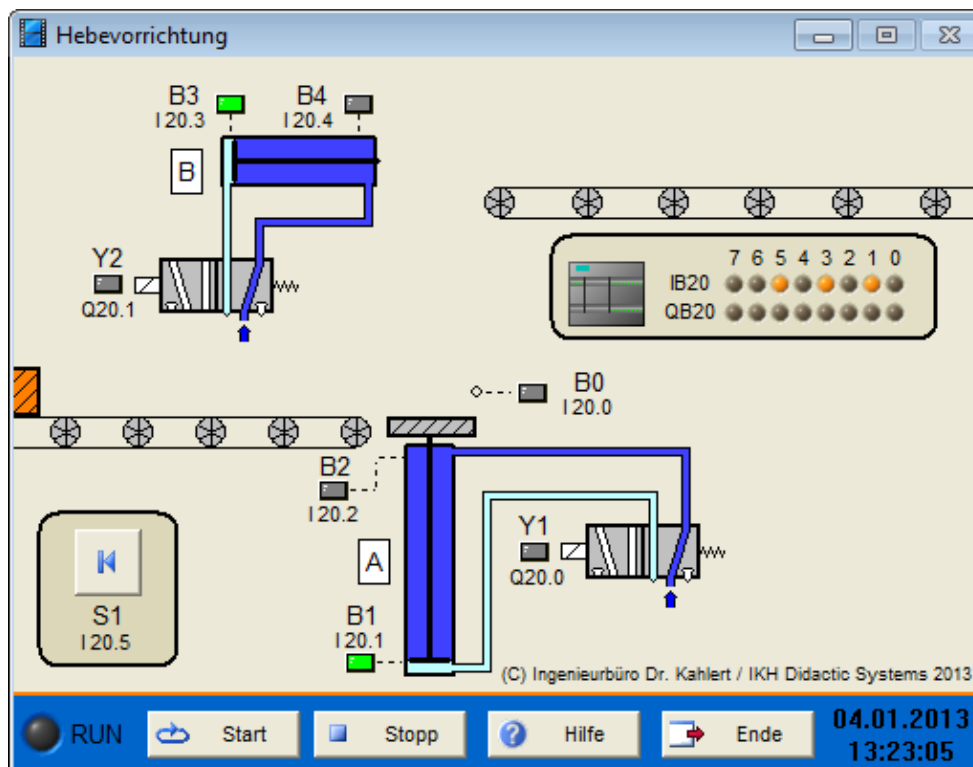 Hebevorrichtung
B3
I 20.3
B4
I 20.4
B
Y2
Q20.1
7 6 5 4 3 2 1 0
IB20
QB20
B0
I 20.0
B2
I 20.2
A
Y1
Q20.0
S1
I 20.5
B1
I 20.1
(C) Ingenieurbüro Dr. Kahlert / IKH Didactic Systems 2013
RUN
Start
Stopp
Hilfe
Ende
04.01.2013
13:23:05